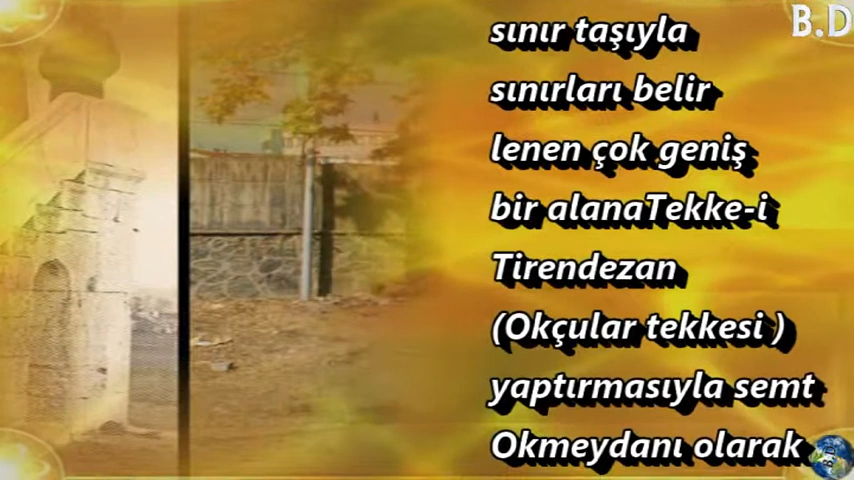 B.D
sınır taşıyla
sınırları belir
lenen çok geniş
bir alanaTekke-i
Tirendezan
(Okçular tekkesi )
yaptırmasıyla semt
Okmeydanı olarak